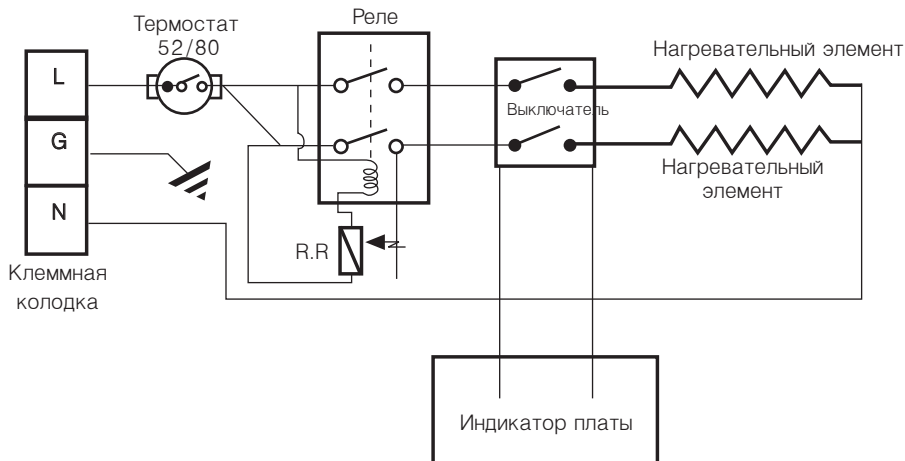 Термостат
52/80
Реле
Нагревательный элемент
L
Выключатель
G
Нагревательный
элемент
N
R.R
Клеммная
колодка
Индикатор платы